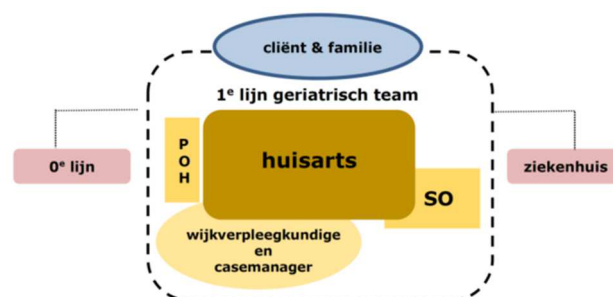 cliënt & familie
1e lijn geriatrisch team
P
O
H
huisarts
0e lijn
ziekenhuis
SO
wijkverpleegkundige
en
casemanager